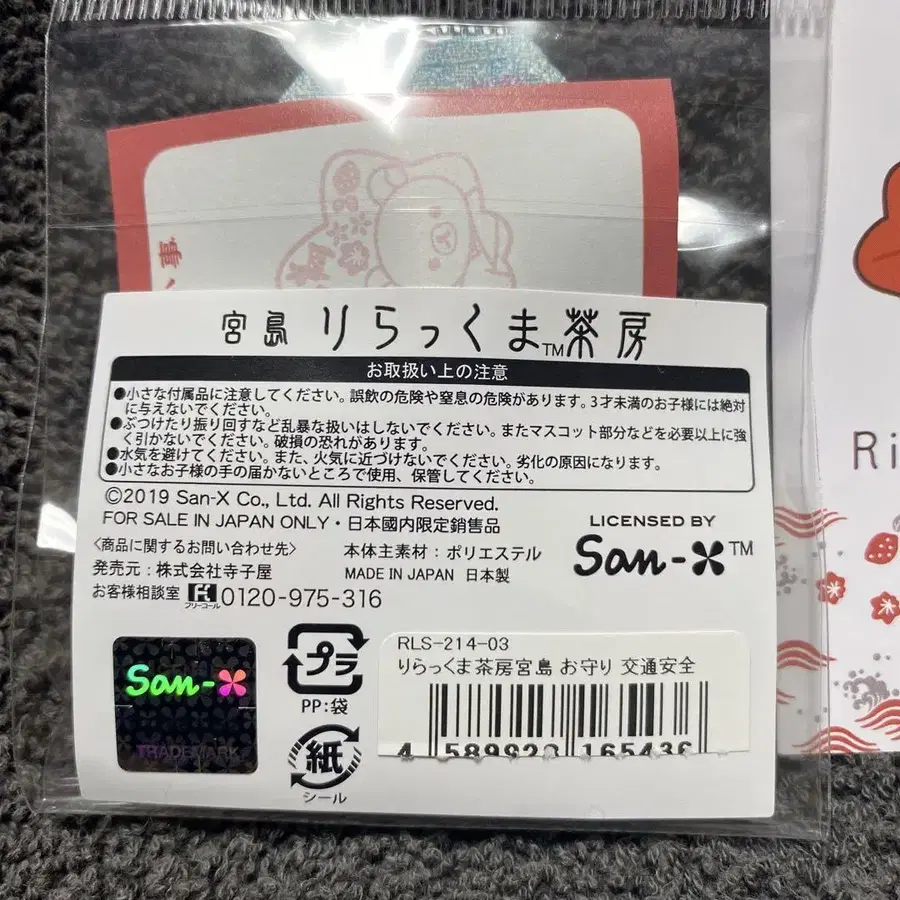 宮島 りらっくま茶房™
お取扱い上の注意
●小さな付属品に注意してください。誤飲の危険や窒息の危険があります。3才未満のお子様には絶対
に与えないでください。
●ぶつけたり振り回すなど乱暴な扱いはしないでください。またマスコット部分などを必要以上に強
く引かないでください。破損の恐れがあります。
●水気を避けてください。また、火気に近づけないでください。劣化の原因になります。
●小さなお子様の手の届かないところで使用、保管してください。
©2019 San-X Co., Ltd. All Rights Reserved.
FOR SALE IN JAPAN ONLY・日本國内限定銷售品
〈商品に関するお問い合わせ先〉
発売元：株式会社寺子屋
お客様相談室 フリーコール 0120-975-316
本体主素材：ポリエステル
MADE IN JAPAN 日本製
LICENSED BY
San-X™
San-X
TRADEMARK
プラ
PP:袋
紙
シール
RLS-214-03
りらっくま茶房宮島 お守り 交通安全
4 589920 165436
Ri